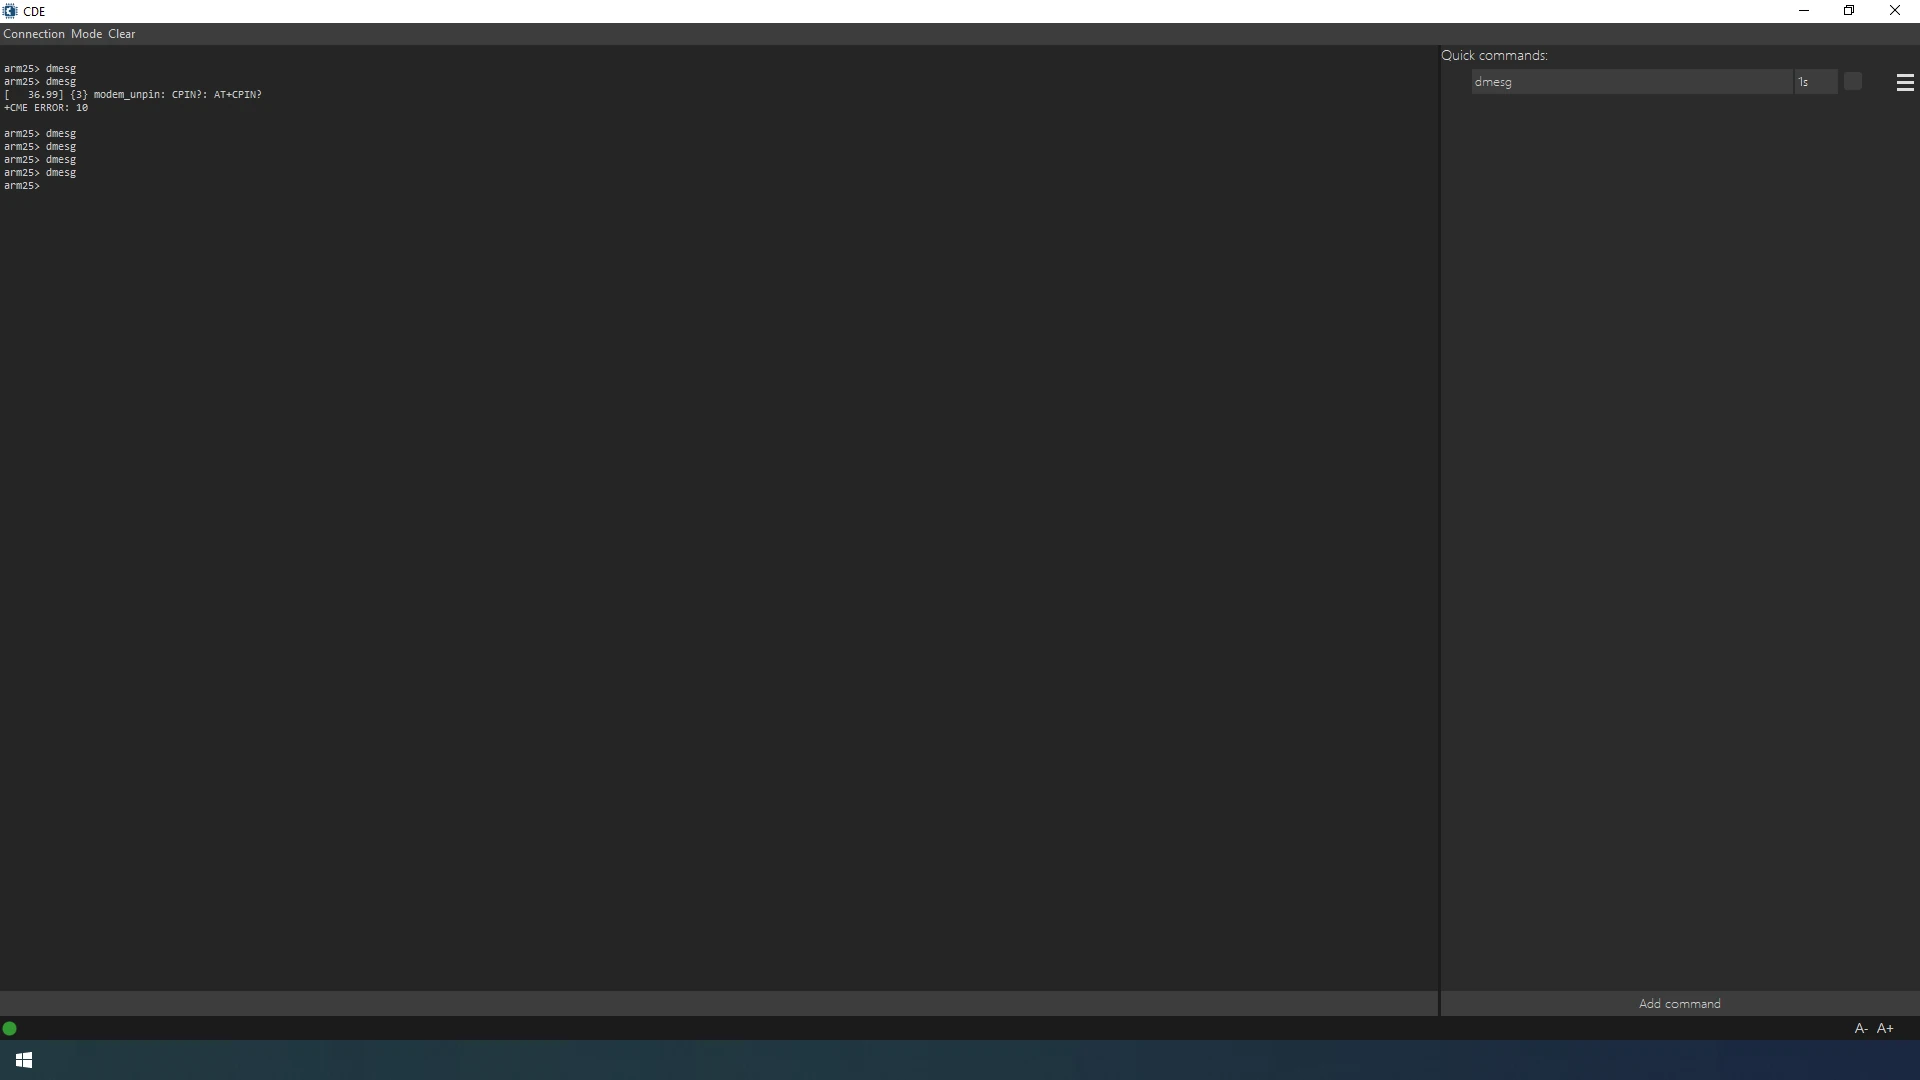 CDE
Connection Mode Clear
arm25> dmesg
arm25> dmesg
[   36.99] {3} modem_unpin: CPIN?: AT+CPIN?
+CME ERROR: 10
arm25> dmesg
arm25> dmesg
arm25> dmesg
arm25> dmesg
arm25>
Quick commands:
dmesg 1s
Add command
A- A+